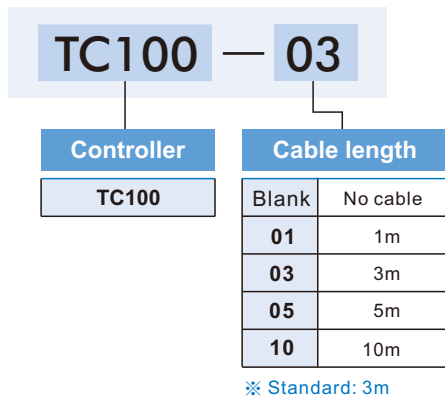 TC100 — 03
Controller Cable length
TC100
Blank No cable
01 1m
03 3m
05 5m
10 10m
※ Standard: 3m